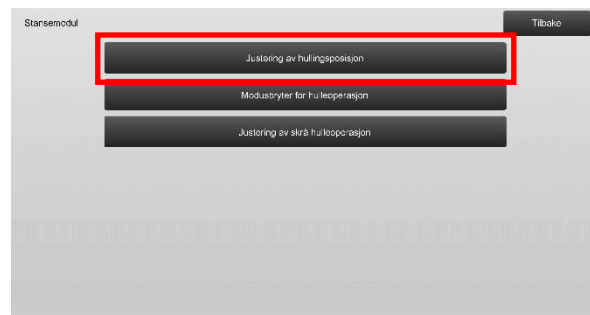 Stansemodul
Tilbake
Justering av hullingsposisjon
Modusbryter for hulleoperasjon
Justering av skrå hulleoperasjon